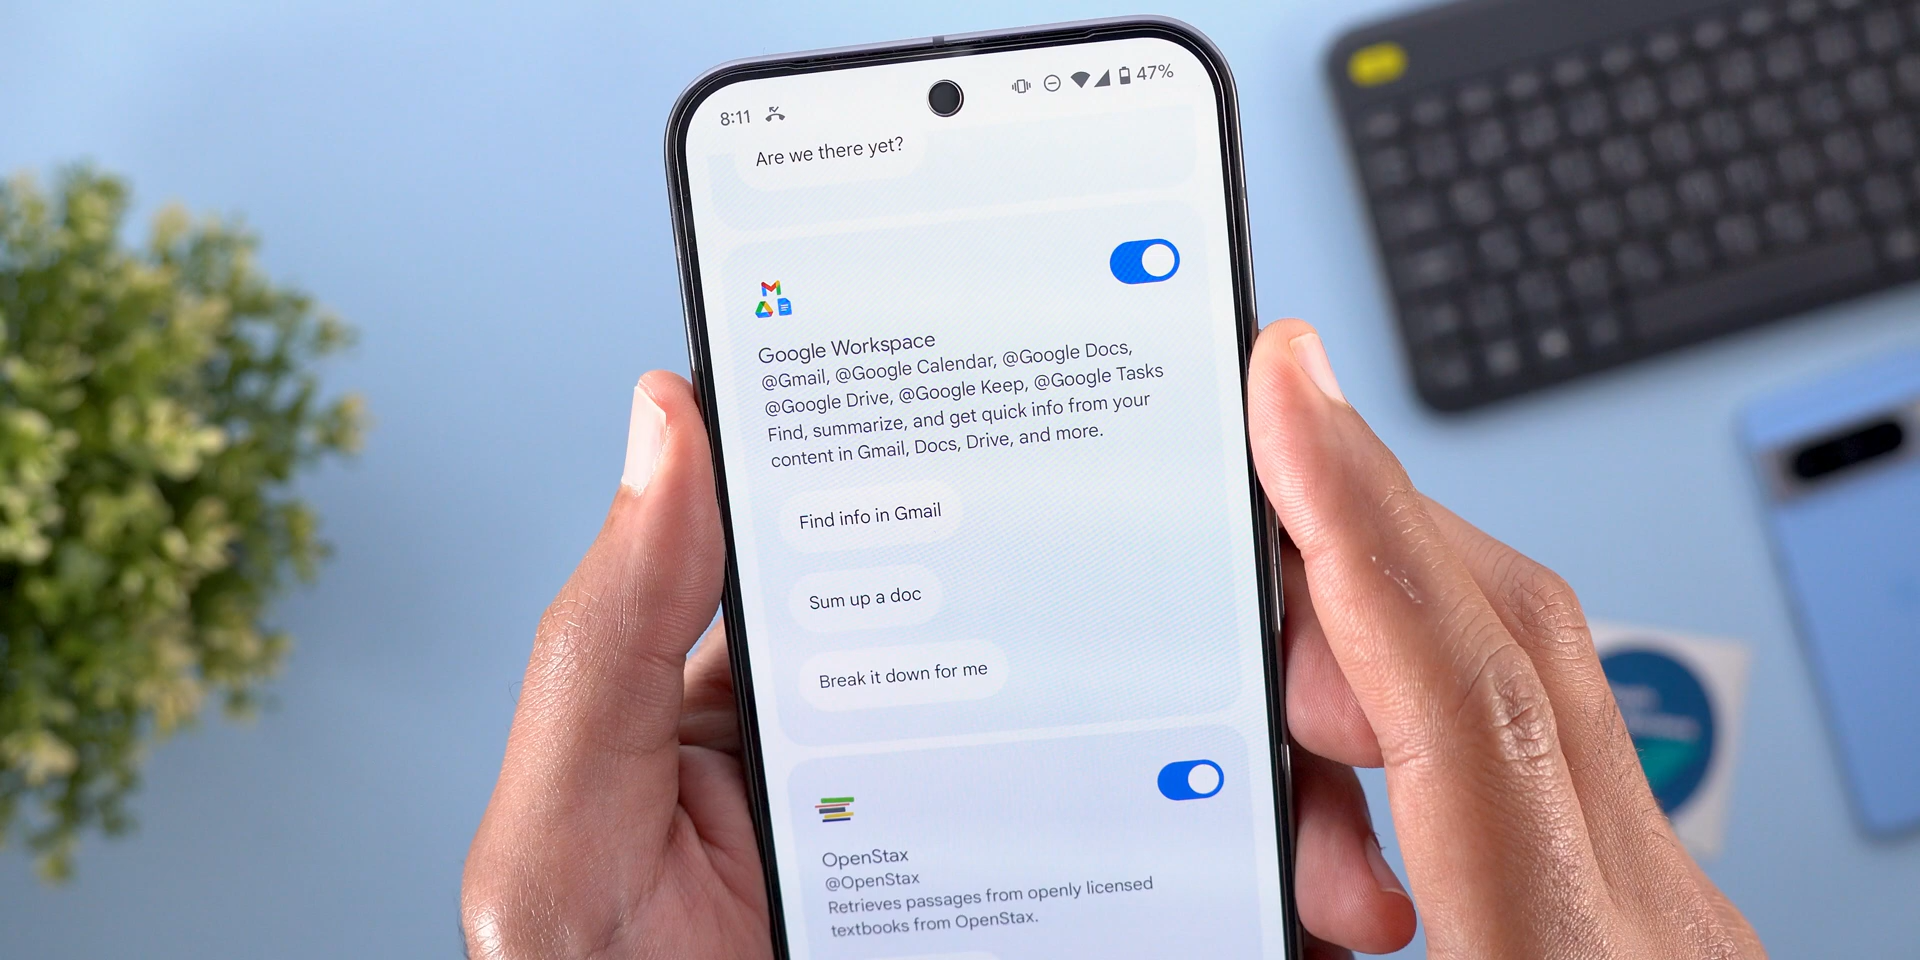 8:11
47%
Are we there yet?
Google Workspace
@Gmail, @Google Calendar, @Google Docs,
@Google Drive, @Google Keep, @Google Tasks
Find, summarize, and get quick info from your
content in Gmail, Docs, Drive, and more.
Find info in Gmail
Sum up a doc
Break it down for me
OpenStax
@OpenStax
Retrieves passages from openly licensed
textbooks from OpenStax.